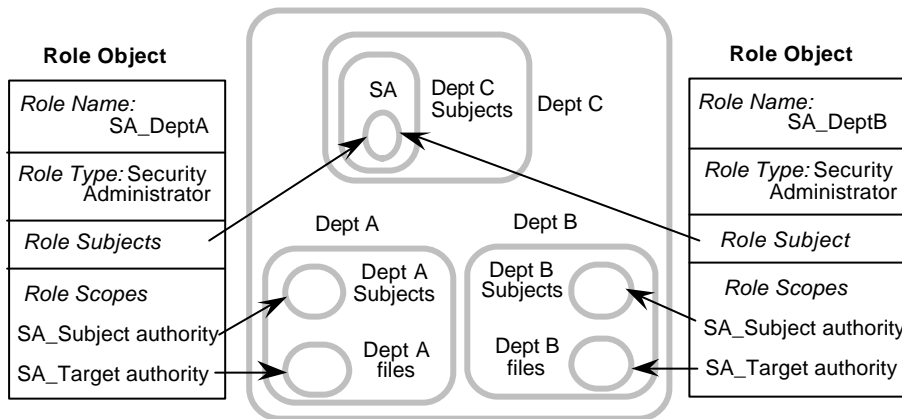 Role Object
Role Name:
SA_DeptA
Role Type: Security
Administrator
Role Subjects
Role Scopes
SA_Subject authority
SA_Target authority
SA
Dept C
Subjects
Dept C
Dept A
Dept A
Subjects
Dept A
files
Dept B
Dept B
Subjects
Dept B
files
Role Object
Role Name:
SA_DeptB
Role Type: Security
Administrator
Role Subject
Role Scopes
SA_Subject authority
SA_Target authority